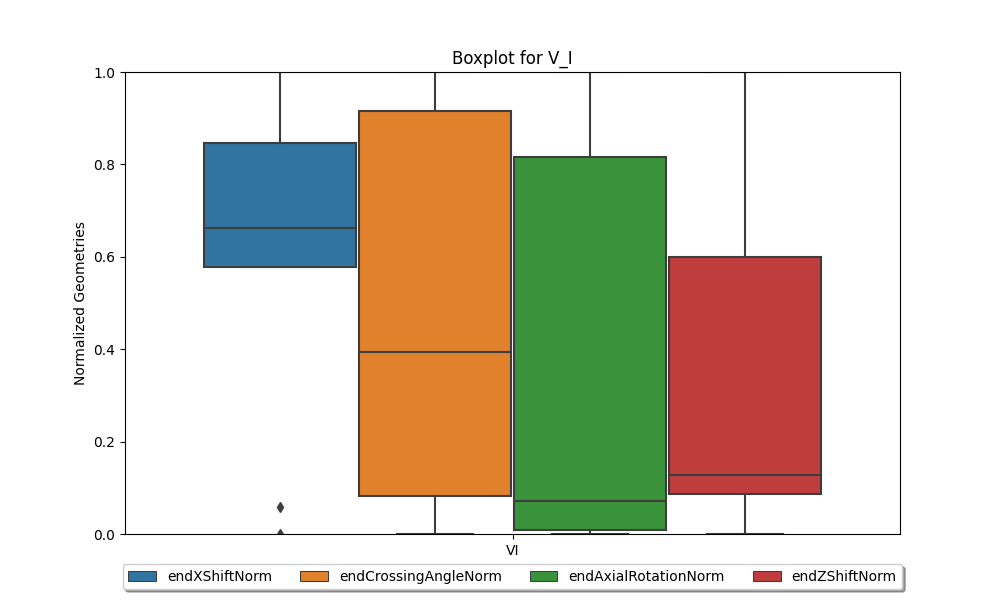 Boxplot for V_I
1.0
0.8
0.6
0.4
0.2
0.0
Normalized Geometries
VI
endXShiftNorm endCrossingAngleNorm endAxialRotationNorm endZShiftNorm